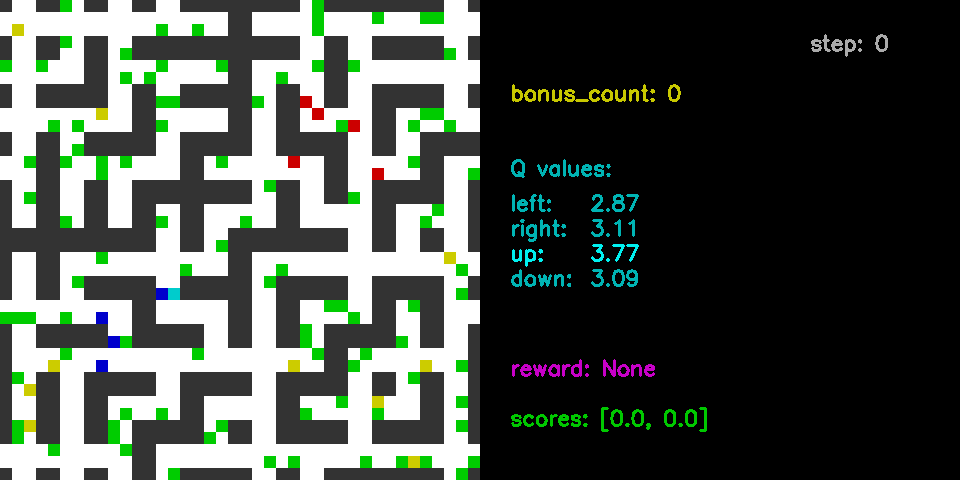 step: 0
bonus_count: 0
Q values:
left: 2.87
right: 3.11
up: 3.77
down: 3.09
reward: None
scores: [0.0, 0.0]